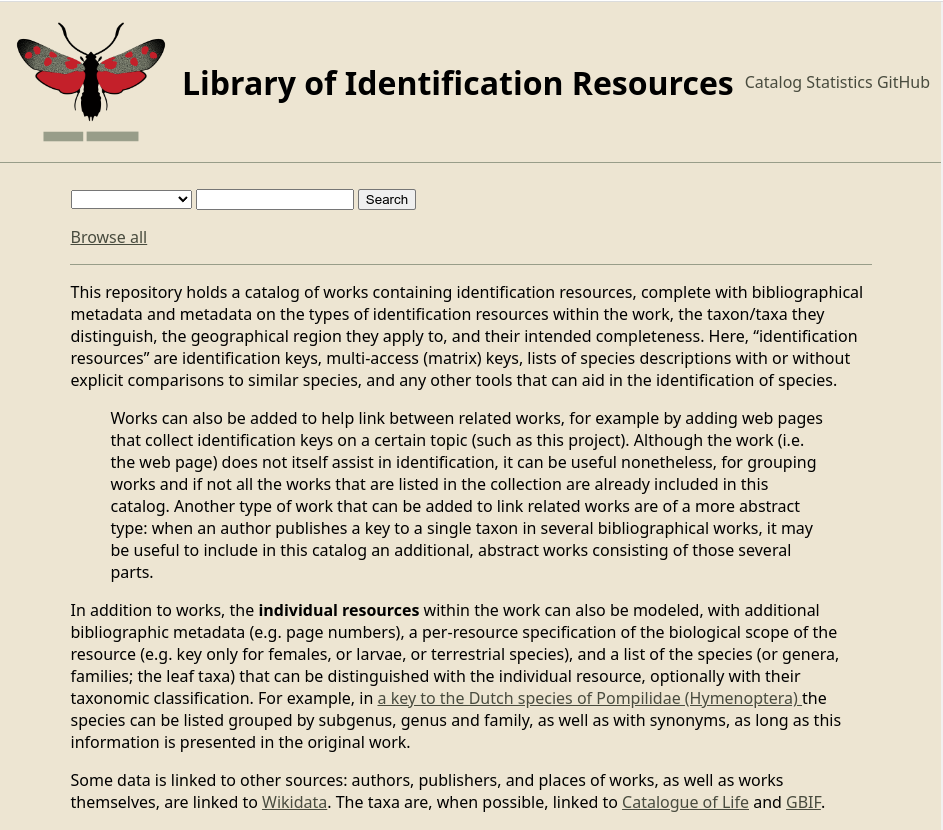 Library of Identification Resources
Catalog Statistics GitHub
Search
Browse all
This repository holds a catalog of works containing identification resources, complete with bibliographical
metadata and metadata on the types of identification resources within the work, the taxon/taxa they
distinguish, the geographical region they apply to, and their intended completeness. Here, “identification
resources” are identification keys, multi-access (matrix) keys, lists of species descriptions with or without
explicit comparisons to similar species, and any other tools that can aid in the identification of species.
Works can also be added to help link between related works, for example by adding web pages
that collect identification keys on a certain topic (such as this project). Although the work (i.e.
the web page) does not itself assist in identification, it can be useful nonetheless, for grouping
works and if not all the works that are listed in the collection are already included in this
catalog. Another type of work that can be added to link related works are of a more abstract
type: when an author publishes a key to a single taxon in several bibliographical works, it may
be useful to include in this catalog an additional, abstract works consisting of those several
parts.
In addition to works, the individual resources within the work can also be modeled, with additional
bibliographic metadata (e.g. page numbers), a per-resource specification of the biological scope of the
resource (e.g. key only for females, or larvae, or terrestrial species), and a list of the species (or genera,
families; the leaf taxa) that can be distinguished with the individual resource, optionally with their
taxonomic classification. For example, in a key to the Dutch species of Pompilidae (Hymenoptera) the
species can be listed grouped by subgenus, genus and family, as well as with synonyms, as long as this
information is presented in the original work.
Some data is linked to other sources: authors, publishers, and places of works, as well as works
themselves, are linked to Wikidata. The taxa are, when possible, linked to Catalogue of Life and GBIF.